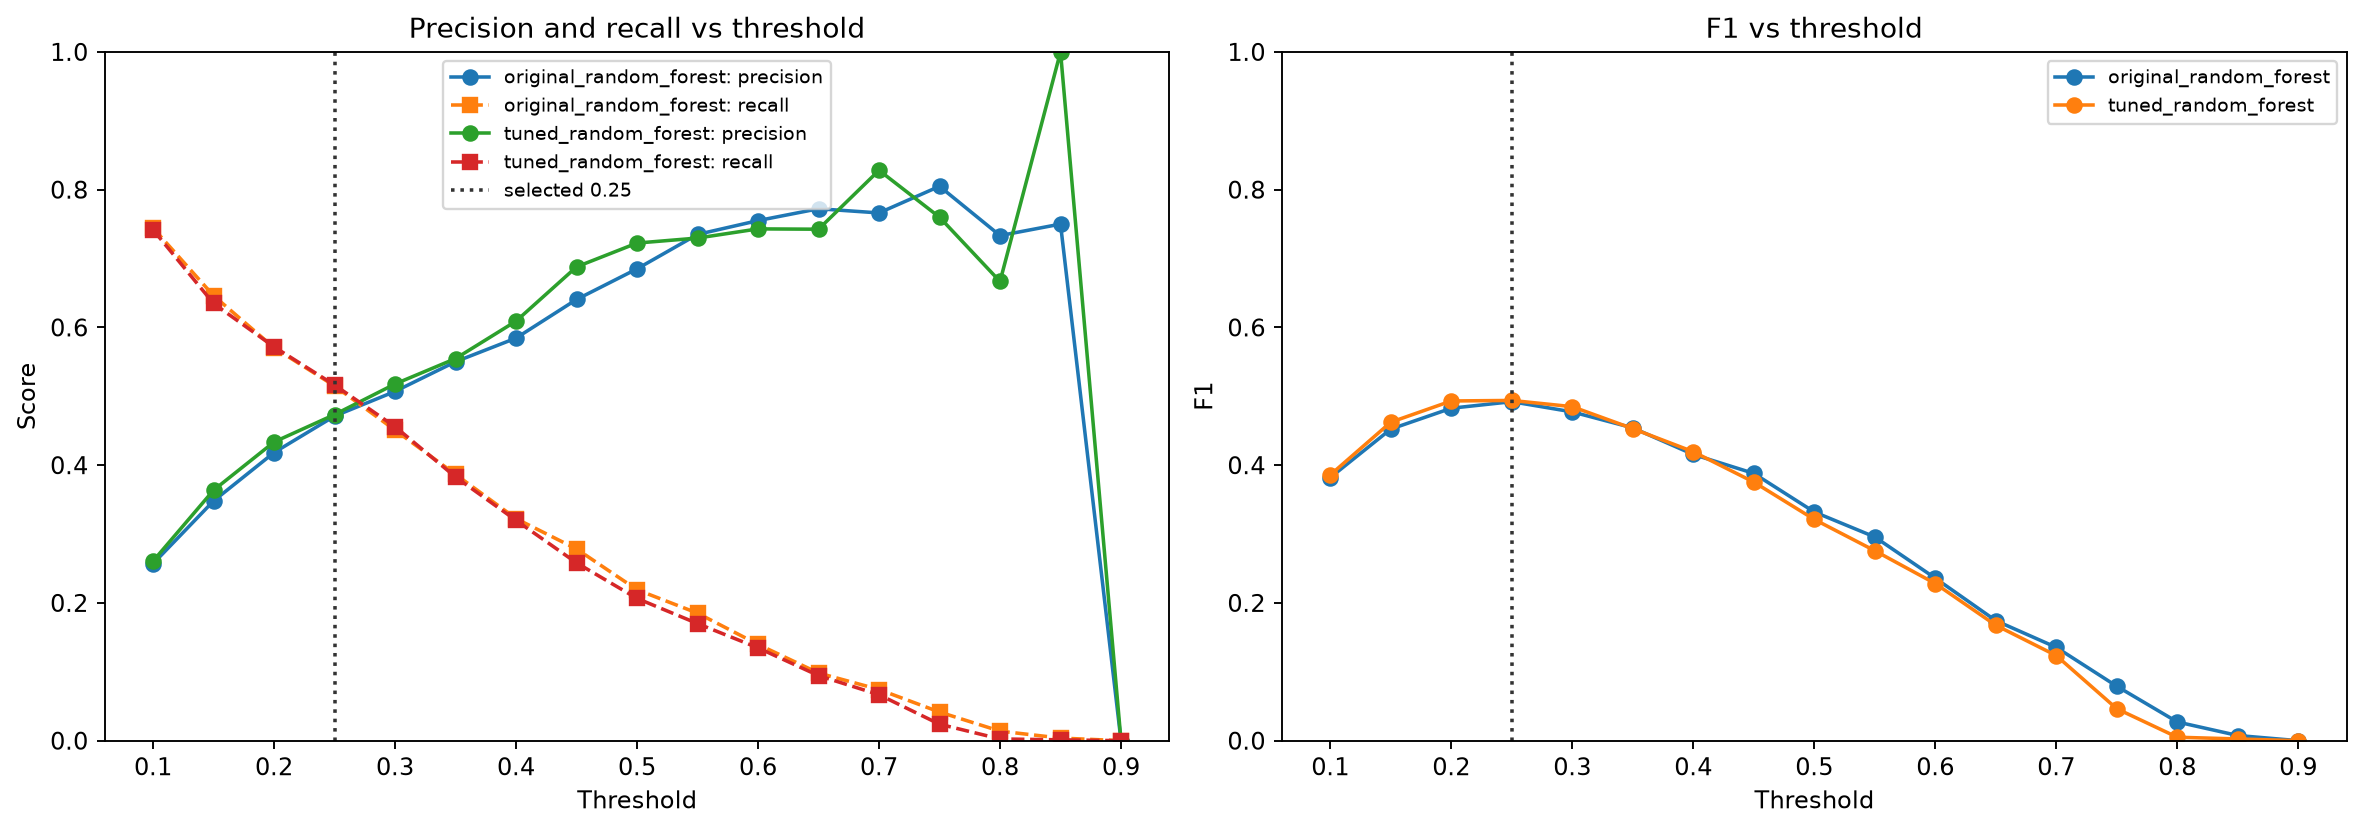 Precision and recall vs threshold
1.0
0.8
0.6
0.4
0.2
0.0
Score
original_random_forest: precision
original_random_forest: recall
tuned_random_forest: precision
tuned_random_forest: recall
selected 0.25
0.1 0.2 0.3 0.4 0.5 0.6 0.7 0.8 0.9
Threshold
F1 vs threshold
1.0
0.8
0.6
0.4
0.2
0.0
F1
original_random_forest
tuned_random_forest
0.1 0.2 0.3 0.4 0.5 0.6 0.7 0.8 0.9
Threshold